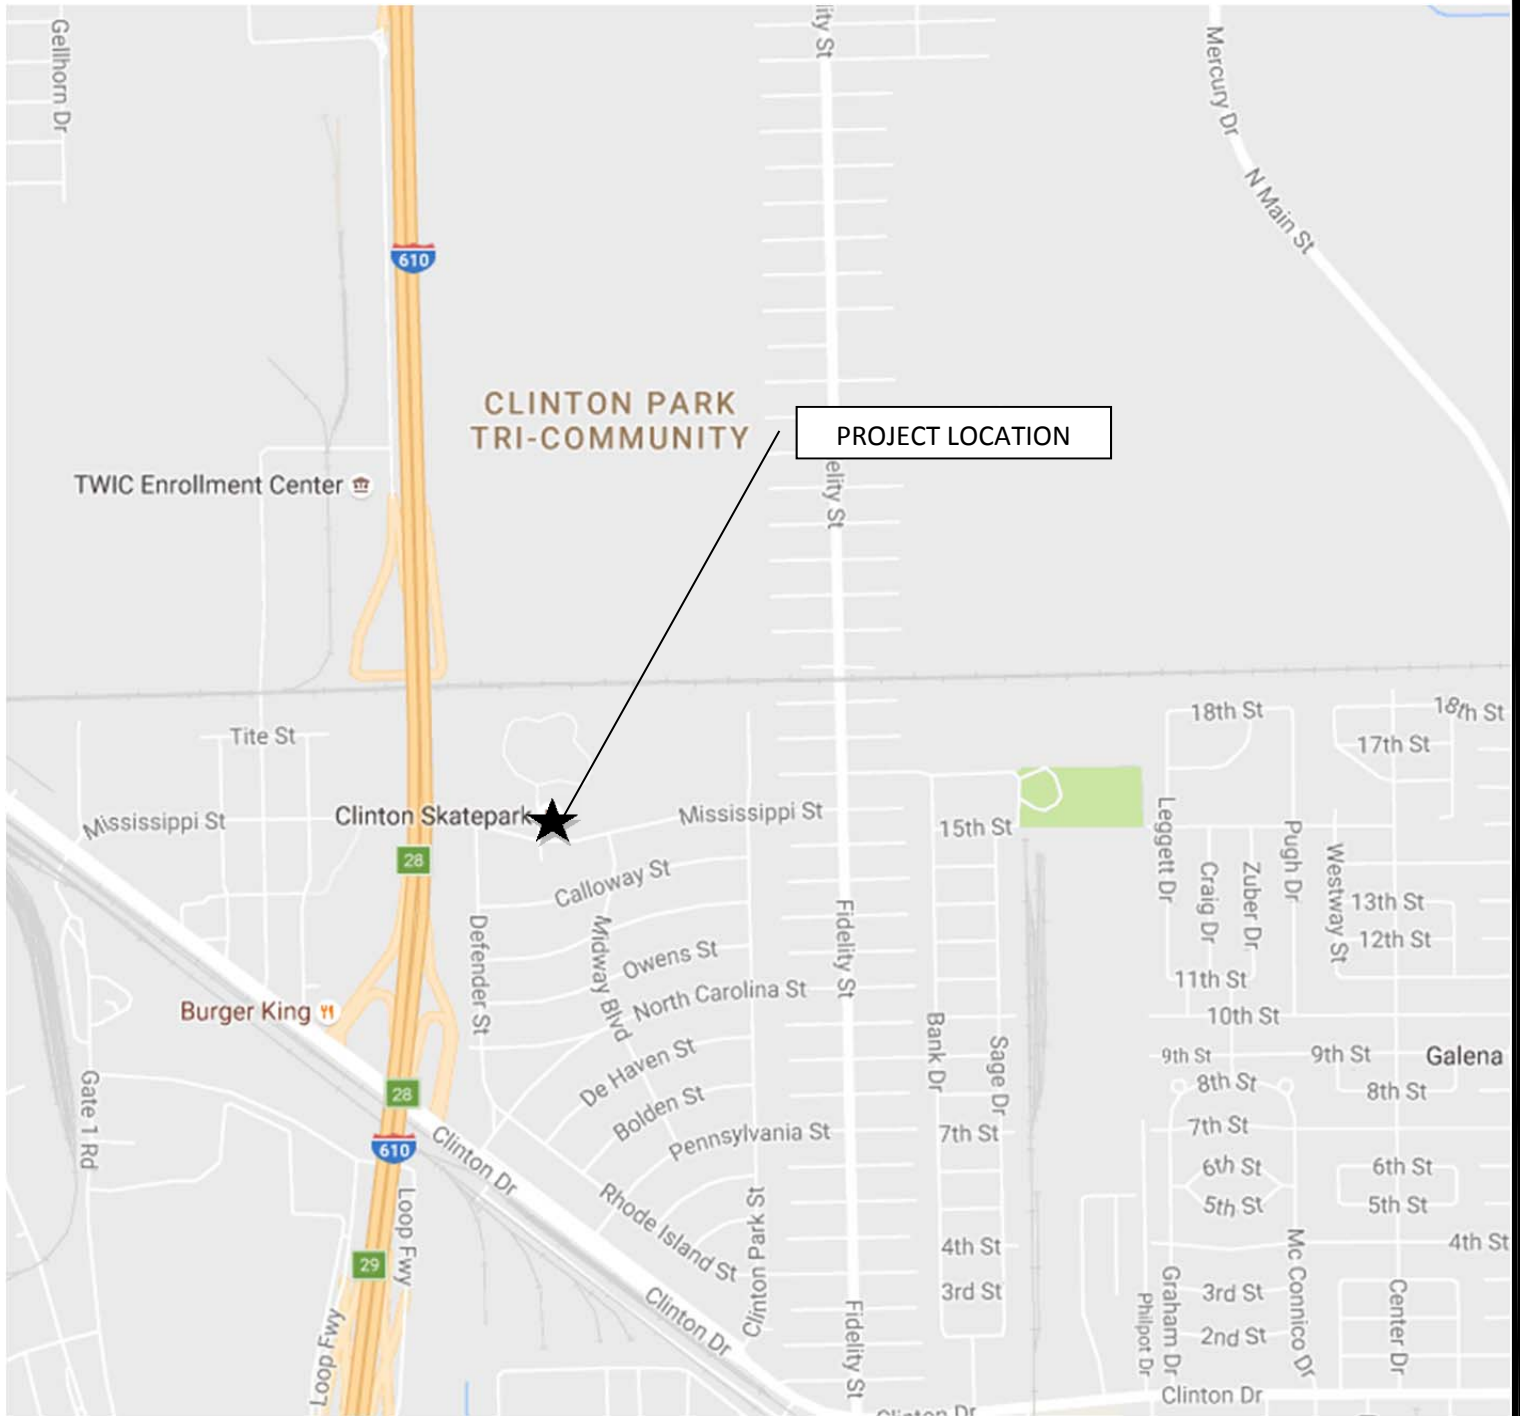 Gellhorn Dr
lity St
Mercury Dr
N Main St
610
CLINTON PARK
TRI-COMMUNITY
PROJECT LOCATION
TWIC Enrollment Center
elity St
18th St
18th St
Tite St
17th St
Clinton Skatepark
Mississippi St
Mississippi St
15th St
28
Calloway St
Leggett Dr
Craig Dr
Zuber Dr
Pugh Dr
Westway St
13th St
12th St
Defender St
Midway Blvd
Owens St
Fidelity St
North Carolina St
11th St
10th St
Burger King
Bank Dr
Sage Dr
De Haven St
9th St
9th St
Galena
8th St
8th St
Gate 1 Rd
28
Bolden St
610
Clinton Dr
Pennsylvania St
7th St
7th St
6th St
6th St
Loop Fwy
Rhode Island St
Clinton Park St
5th St
5th St
4th St
4th St
29
3rd St
3rd St
Mc Connico Dr
Graham Dr
Philpot Dr
Center Dr
Loop Fwy
Clinton Dr
Fidelity St
2nd St
Clinton Dr
Clinton Dr